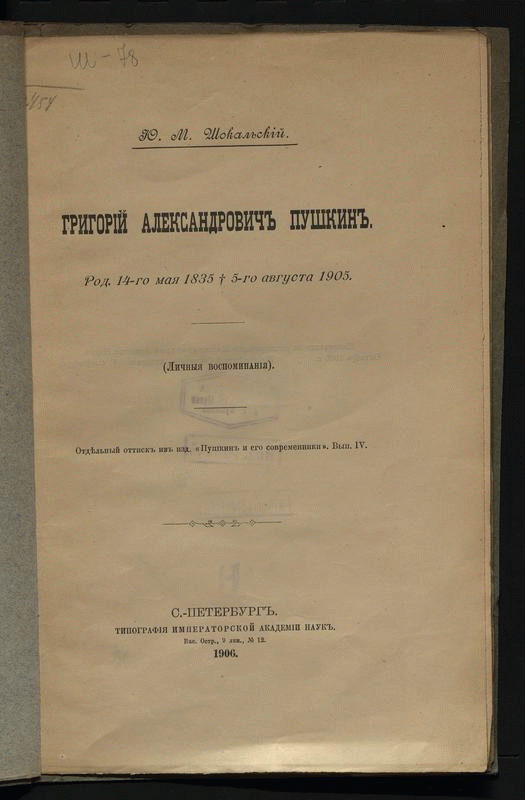 Ш - 78
454
Ю. М. Шокальскій.
ГРИГОРІЙ АЛЕКСАНДРОВИЧЪ ПУШКИНЪ.
Род. 14-го мая 1835 † 5-го августа 1905.
(Личныя воспоминанія).
Отдѣльный оттискъ изъ изд. «Пушкинъ и его современники». Вып. IV.
С.-ПЕТЕРБУРГЪ.
ТИПОГРАФІЯ ИМПЕРАТОРСКОЙ АКАДЕМІИ НАУКЪ.
Вас. Остр., 9 лин., № 12.
1906.